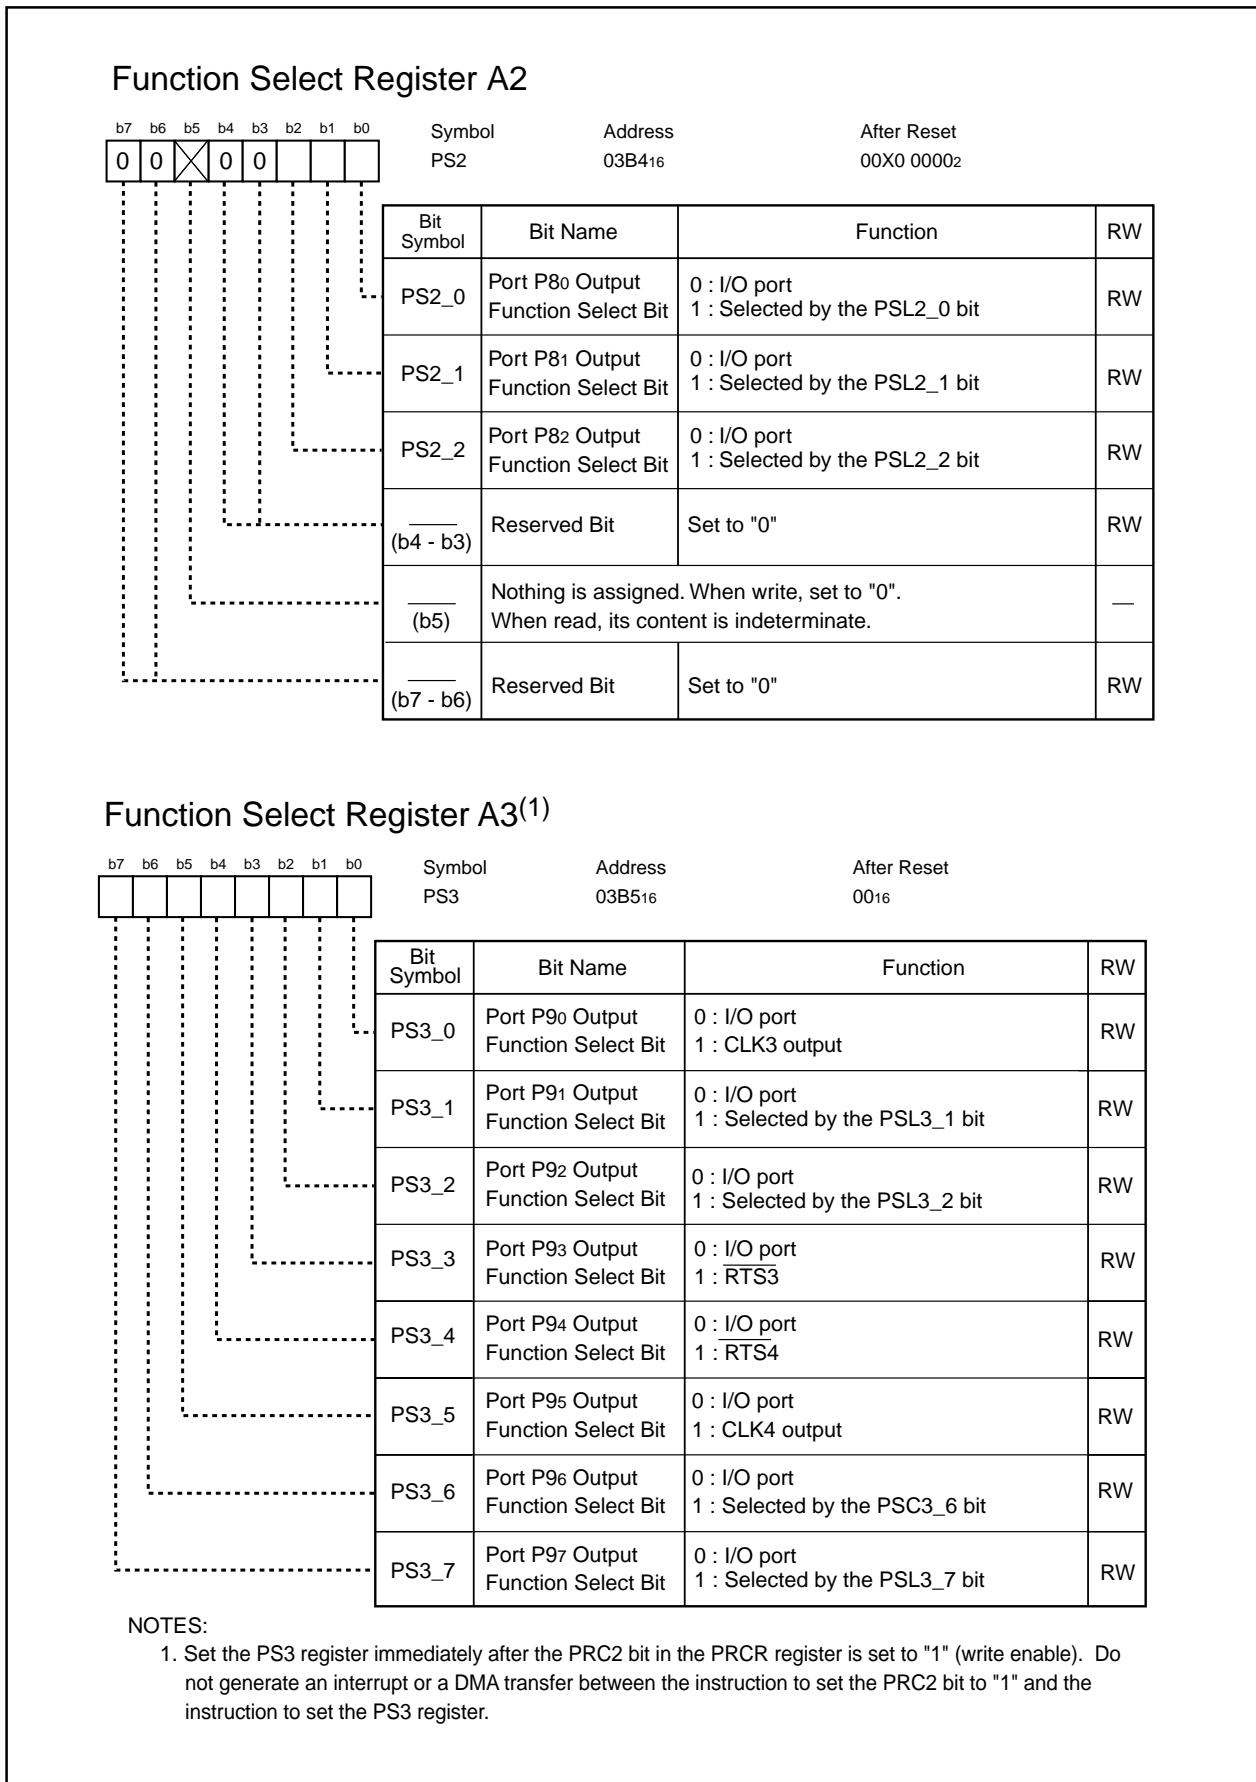 Function Select Register A2
b7 b6 b5 b4 b3 b2 b1 b0 Symbol Address After Reset
0 0 0 0 PS2 03B416 00X0 00002
Bit Symbol Bit Name Function RW
PS2_0 Port P80 Output Function Select Bit 0 : I/O port 1 : Selected by the PSL2_0 bit RW
PS2_1 Port P81 Output Function Select Bit 0 : I/O port 1 : Selected by the PSL2_1 bit RW
PS2_2 Port P82 Output Function Select Bit 0 : I/O port 1 : Selected by the PSL2_2 bit RW
(b4 - b3) Reserved Bit Set to "0" RW
(b5) Nothing is assigned. When write, set to "0". When read, its content is indeterminate. —
(b7 - b6) Reserved Bit Set to "0" RW
Function Select Register A3(1)
b7 b6 b5 b4 b3 b2 b1 b0 Symbol Address After Reset
PS3 03B516 0016
Bit Symbol Bit Name Function RW
PS3_0 Port P90 Output Function Select Bit 0 : I/O port 1 : CLK3 output RW
PS3_1 Port P91 Output Function Select Bit 0 : I/O port 1 : Selected by the PSL3_1 bit RW
PS3_2 Port P92 Output Function Select Bit 0 : I/O port 1 : Selected by the PSL3_2 bit RW
PS3_3 Port P93 Output Function Select Bit 0 : I/O port 1 : RTS3 RW
PS3_4 Port P94 Output Function Select Bit 0 : I/O port 1 : RTS4 RW
PS3_5 Port P95 Output Function Select Bit 0 : I/O port 1 : CLK4 output RW
PS3_6 Port P96 Output Function Select Bit 0 : I/O port 1 : Selected by the PSC3_6 bit RW
PS3_7 Port P97 Output Function Select Bit 0 : I/O port 1 : Selected by the PSL3_7 bit RW
NOTES:
1. Set the PS3 register immediately after the PRC2 bit in the PRCR register is set to "1" (write enable). Do
not generate an interrupt or a DMA transfer between the instruction to set the PRC2 bit to "1" and the
instruction to set the PS3 register.